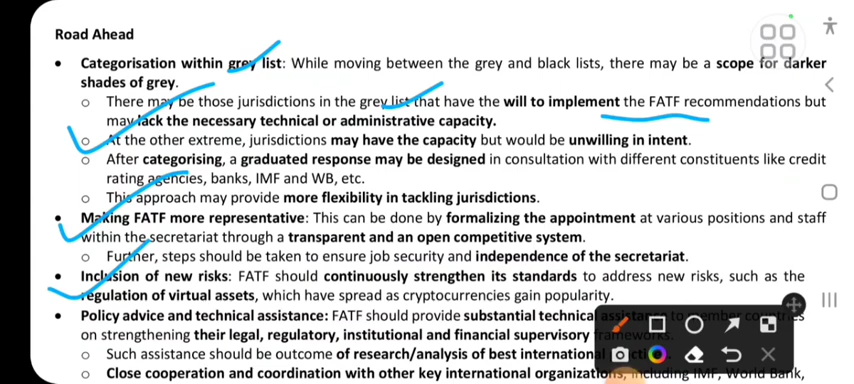 Road Ahead
• Categorisation within grey list: While moving between the grey and black lists, there may be a scope for darker
shades of grey.
o There may be those jurisdictions in the grey list that have the will to implement the FATF recommendations but
may lack the necessary technical or administrative capacity.
o At the other extreme, jurisdictions may have the capacity but would be unwilling in intent.
o After categorising, a graduated response may be designed in consultation with different constituents like credit
rating agencies, banks, IMF and WB, etc.
o This approach may provide more flexibility in tackling jurisdictions.
• Making FATF more representative: This can be done by formalizing the appointment at various positions and staff
within the secretariat through a transparent and an open competitive system.
o Further, steps should be taken to ensure job security and independence of the secretariat.
• Inclusion of new risks: FATF should continuously strengthen its standards to address new risks, such as the
regulation of virtual assets, which have spread as cryptocurrencies gain popularity.
• Policy advice and technical assistance: FATF should provide substantial technical assistance to member countries
on strengthening their legal, regulatory, institutional and financial supervisory frameworks.
o Such assistance should be outcome of research/analysis of best international
o Close cooperation and coordination with other key international organizations, including IMF, World Bank,